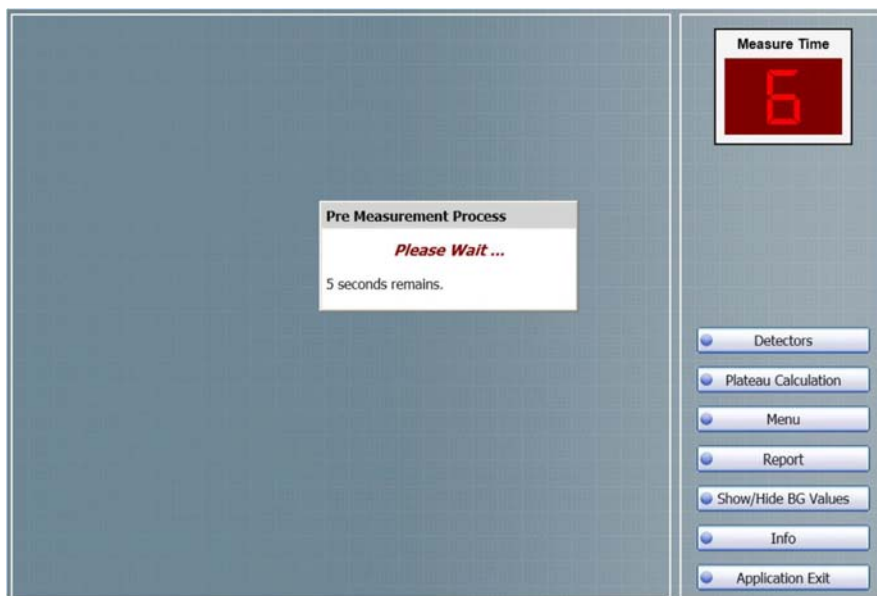 Measure Time
6
Pre Measurement Process
Please Wait ...
5 seconds remains.
Detectors
Plateau Calculation
Menu
Report
Show/Hide BG Values
Info
Application Exit